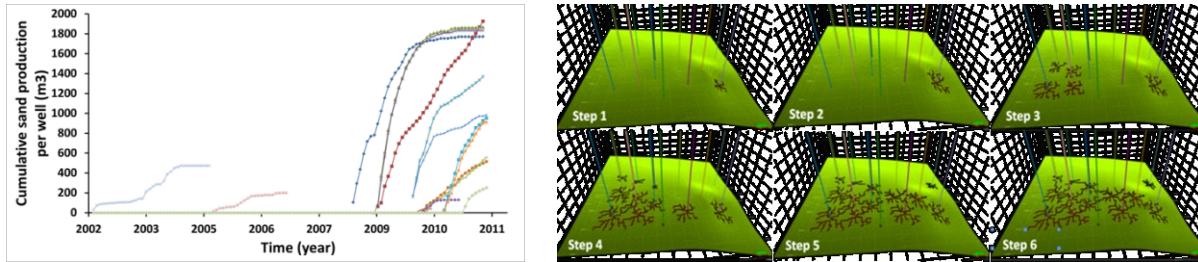 Cumulative sand production
per well (m3)
2000
1800
1600
1400
1200
1000
800
600
400
200
0
2002 2003 2005 2006 2007 2009 2010 2011
Time (year)
Step 1
Step 2
Step 3
Step 4
Step 5
Step 6